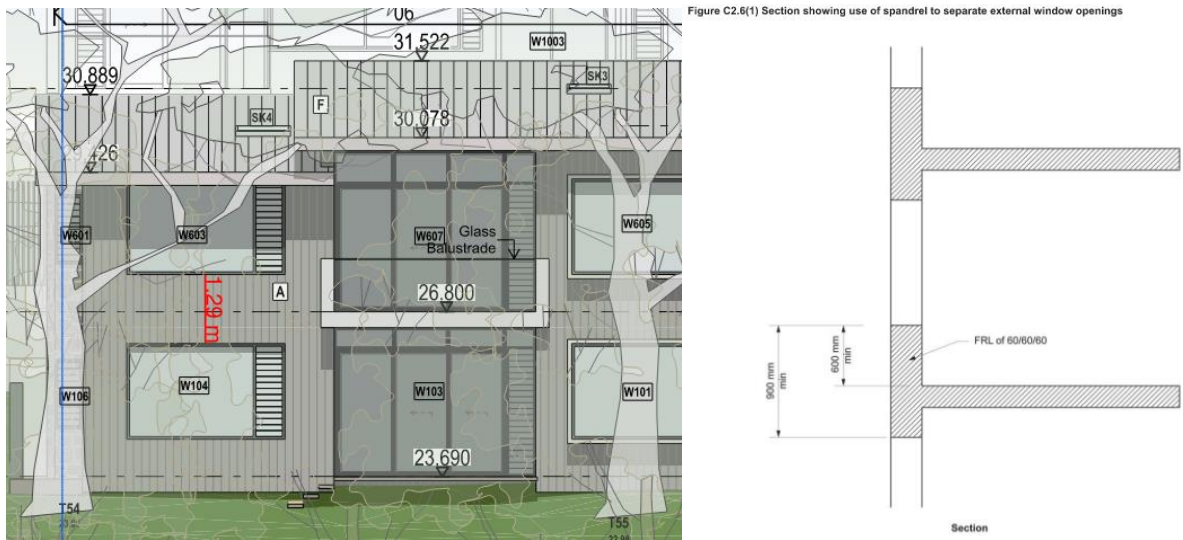 K
06
31.522
W1003
30.889
SK3
F
SK4
30.078
W601
W603
W607
W605
Glass
Balustrade
1.29 m
A
26.800
W104
W106
W103
W101
23.690
T54
T55
Figure C2.6(1) Section showing use of spandrel to separate external window openings
900 mm
min
600 mm
min
FRL of 60/60/60
Section